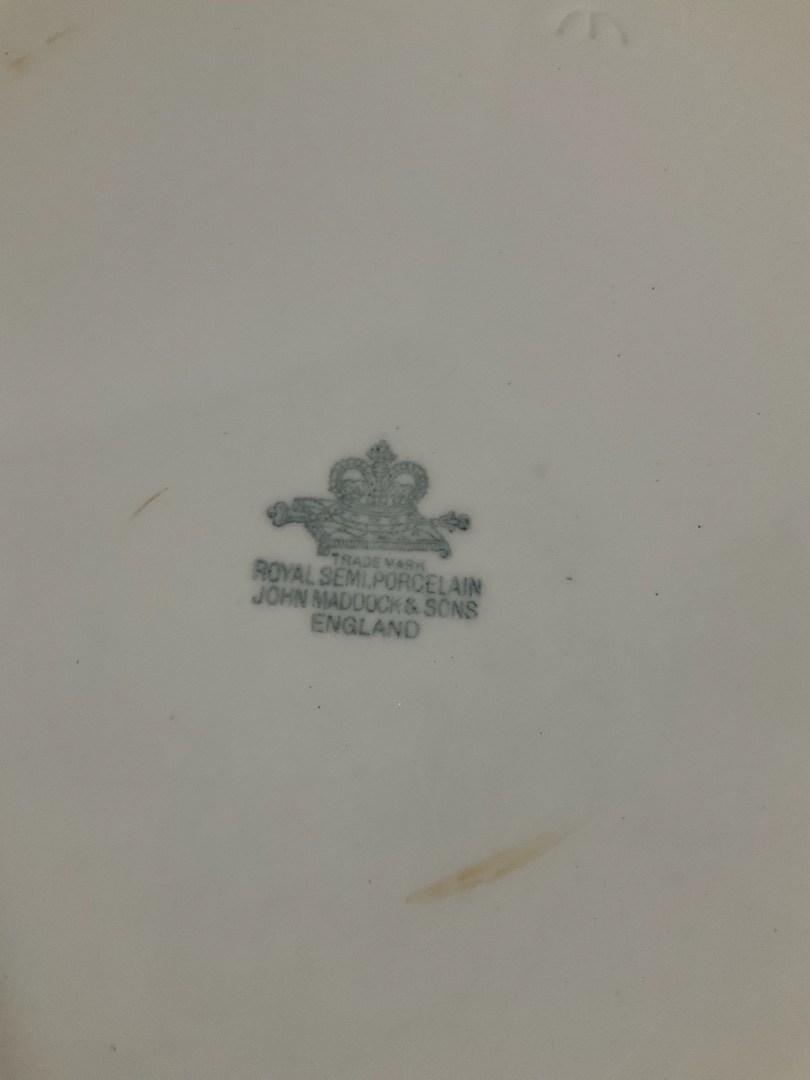 TRADE MARK
ROYAL SEMI.PORCELAIN
JOHN MADDOCK & SONS
ENGLAND